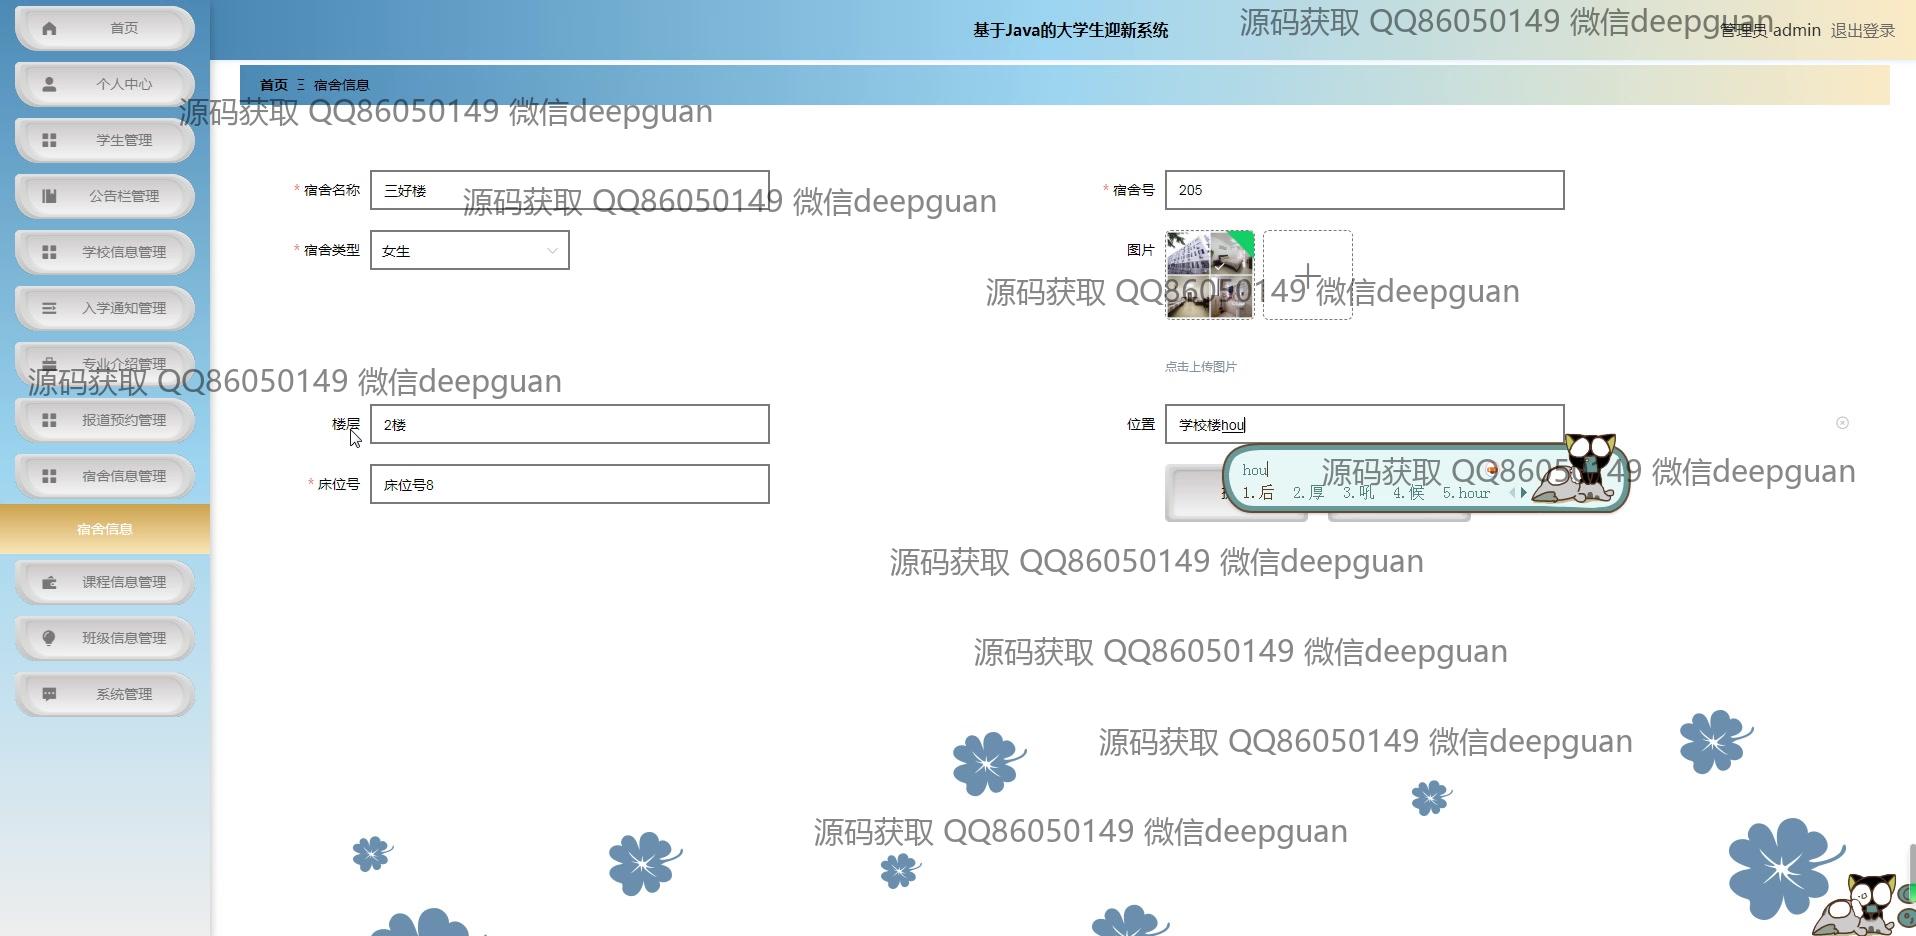 首页
个人中心
学生管理
公告栏管理
学校信息管理
入学通知管理
专业介绍管理
报道预约管理
宿舍信息管理
宿舍信息
课程信息管理
班级信息管理
系统管理
基于Java的大学生迎新系统
源码获取 QQ86050149 微信deepguan
管理员 admin 退出登录
首页 宿舍信息
源码获取 QQ86050149 微信deepguan
* 宿舍名称 三好楼
* 宿舍号 205
源码获取 QQ86050149 微信deepguan
* 宿舍类型 女生
图片
源码获取 QQ86050149 微信deepguan
点击上传图片
源码获取 QQ86050149 微信deepguan
楼层 2楼
位置 学校楼hou
* 床位号 床位号8
hou
1.后 2.厚 3.吼 4.候 5.hour
源码获取 QQ86050149 微信deepguan
源码获取 QQ86050149 微信deepguan
源码获取 QQ86050149 微信deepguan
源码获取 QQ86050149 微信deepguan
源码获取 QQ86050149 微信deepguan